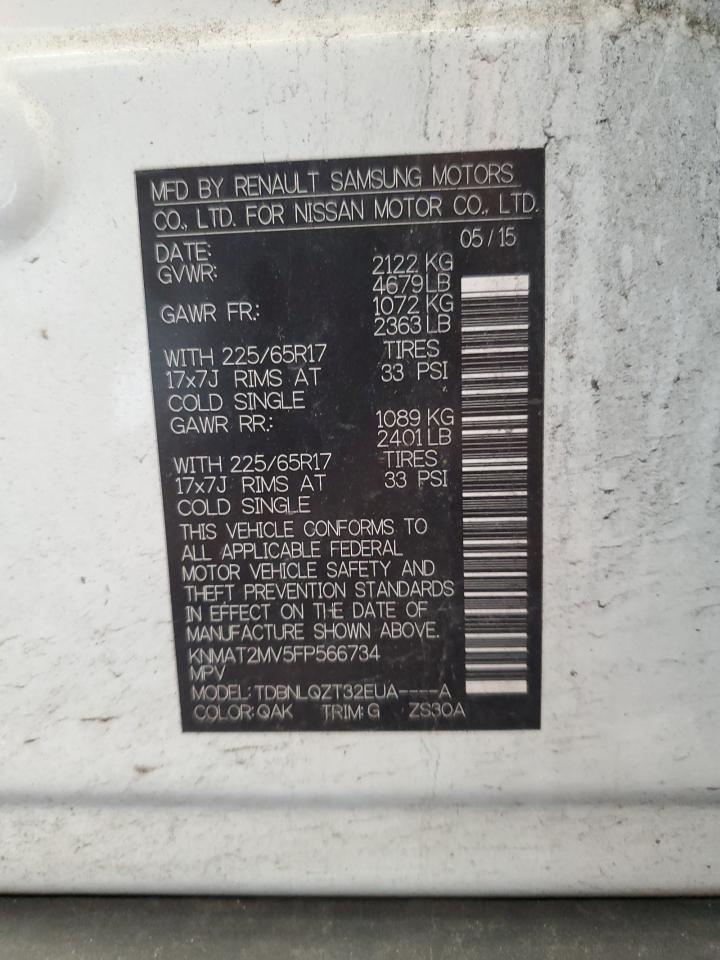 MFD BY RENAULT SAMSUNG MOTORS
CO., LTD. FOR NISSAN MOTOR CO., LTD.
DATE: 05/15
GVWR: 2122 KG
4679 LB
GAWR FR.: 1072 KG
2363 LB
WITH 225/65R17 TIRES
17x7J RIMS AT 33 PSI
COLD SINGLE
GAWR RR.: 1089 KG
2401 LB
WITH 225/65R17 TIRES
17x7J RIMS AT 33 PSI
COLD SINGLE
THIS VEHICLE CONFORMS TO
ALL APPLICABLE FEDERAL
MOTOR VEHICLE SAFETY AND
THEFT PREVENTION STANDARDS
IN EFFECT ON THE DATE OF
MANUFACTURE SHOWN ABOVE.
KNMAT2MV5FP566734
MPV
MODEL: TDBNLQZT32EUA----A
COLOR: QAK TRIM: G ZS30A